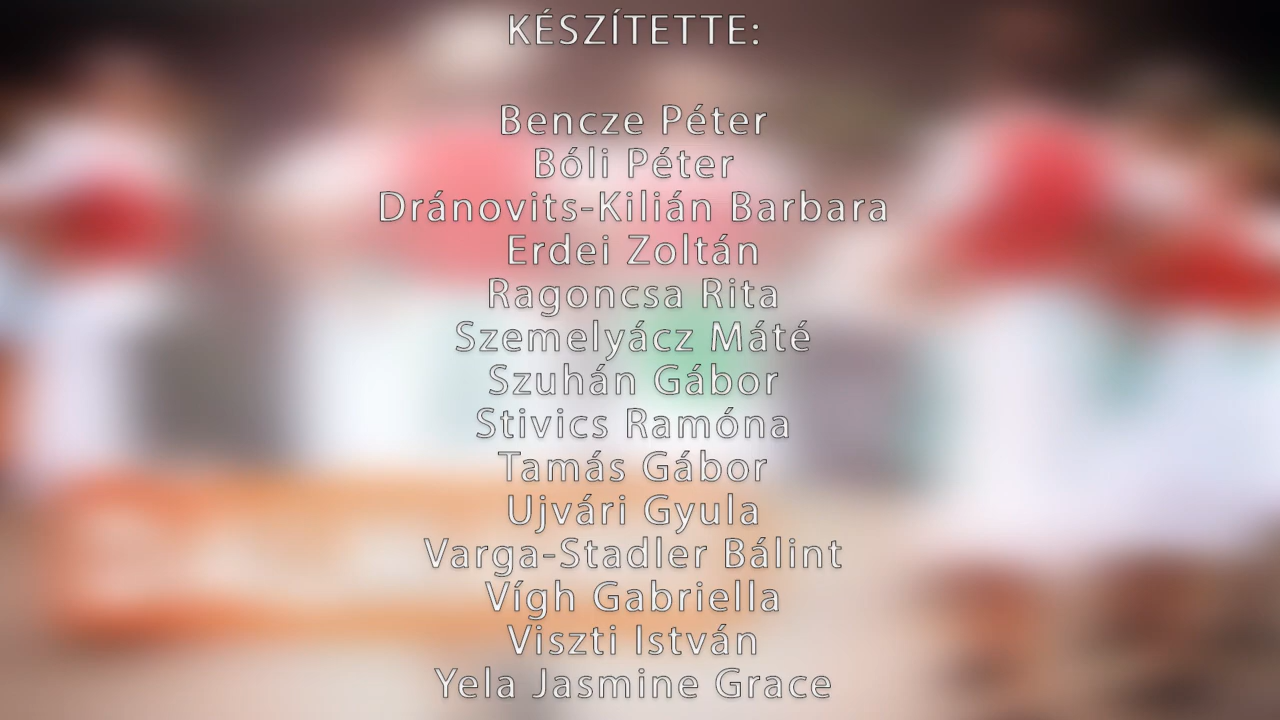 KÉSZÍTETTE:
Bencze Péter
Bóli Péter
Dránovits-Kilián Barbara
Erdei Zoltán
Ragoncsa Rita
Szemelyácz Máté
Szuhán Gábor
Stivics Ramóna
Tamás Gábor
Ujvári Gyula
Varga-Stadler Bálint
Vígh Gabriella
Viszti István
Yela Jasmine Grace